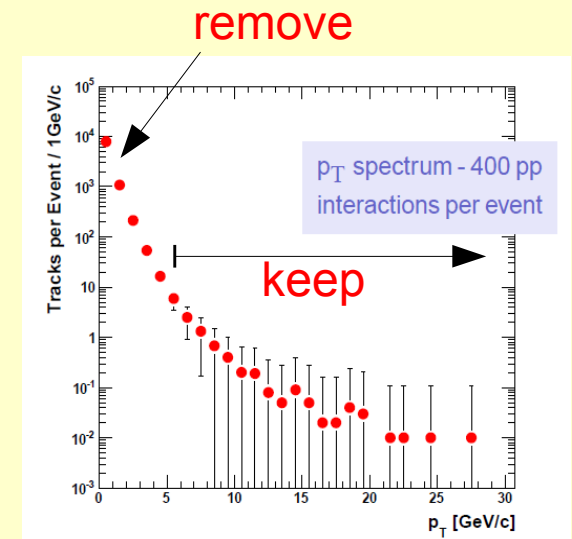 remove
Tracks per Event / 1GeV/c
10^5
10^4
10^3
10^2
10
1
10^-1
10^-2
10^-3
p_T spectrum - 400 pp
interactions per event
keep
0 5 10 15 20 25 30
p_T [GeV/c]